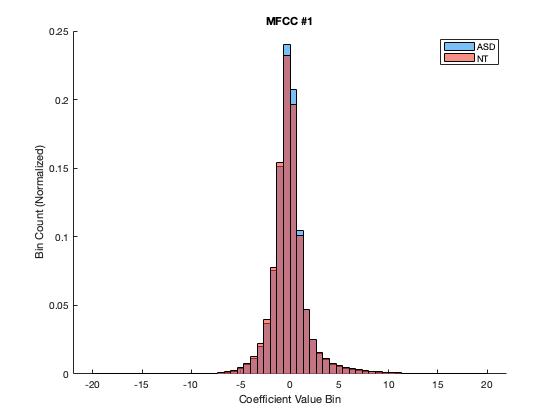 MFCC #1
ASD
NT
Bin Count (Normalized)
0.25
0.2
0.15
0.1
0.05
0
-20 -15 -10 -5 0 5 10 15 20
Coefficient Value Bin